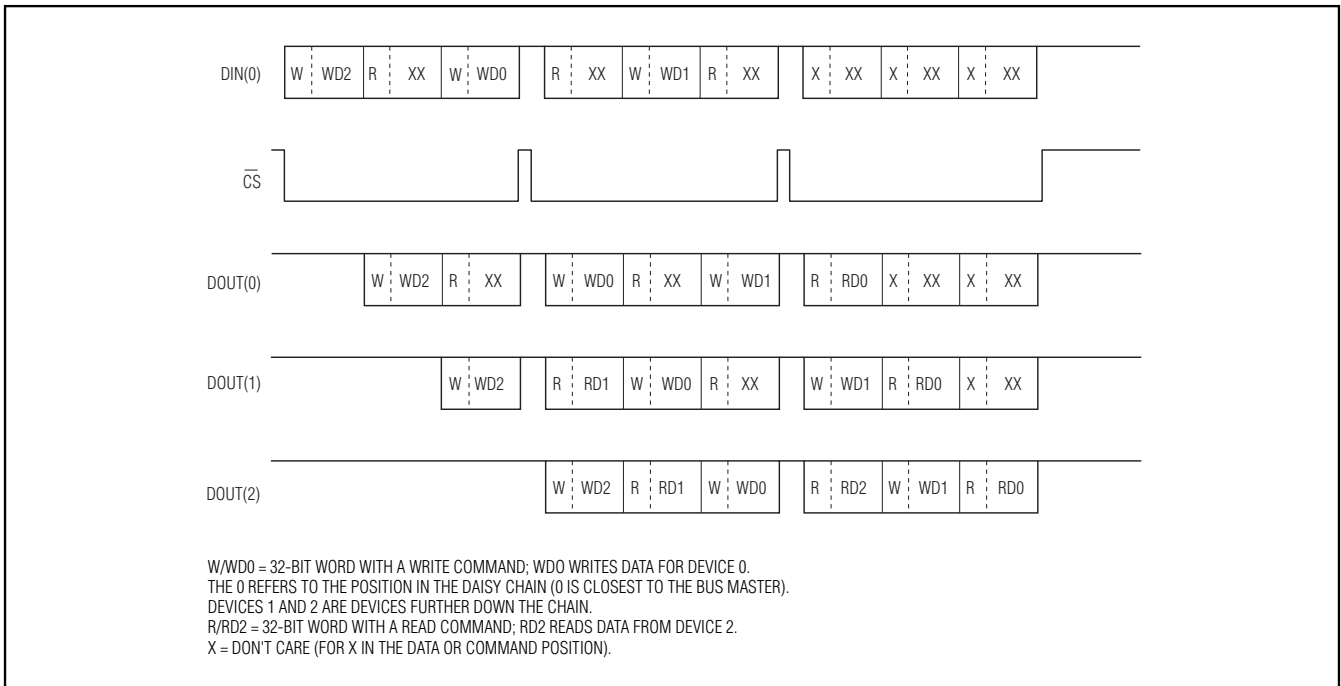 DIN(0) W WD2 R XX W WD0 R XX W WD1 R XX X XX X XX X XX
CS
DOUT(0) W WD2 R XX W WD0 R XX W WD1 R RD0 X XX X XX
DOUT(1) W WD2 R RD1 W WD0 R XX W WD1 R RD0 X XX
DOUT(2) W WD2 R RD1 W WD0 R RD2 W WD1 R RD0
W/WD0 = 32-BIT WORD WITH A WRITE COMMAND; WDO WRITES DATA FOR DEVICE 0.
THE 0 REFERS TO THE POSITION IN THE DAISY CHAIN (0 IS CLOSEST TO THE BUS MASTER).
DEVICES 1 AND 2 ARE DEVICES FURTHER DOWN THE CHAIN.
R/RD2 = 32-BIT WORD WITH A READ COMMAND; RD2 READS DATA FROM DEVICE 2.
X = DON'T CARE (FOR X IN THE DATA OR COMMAND POSITION).